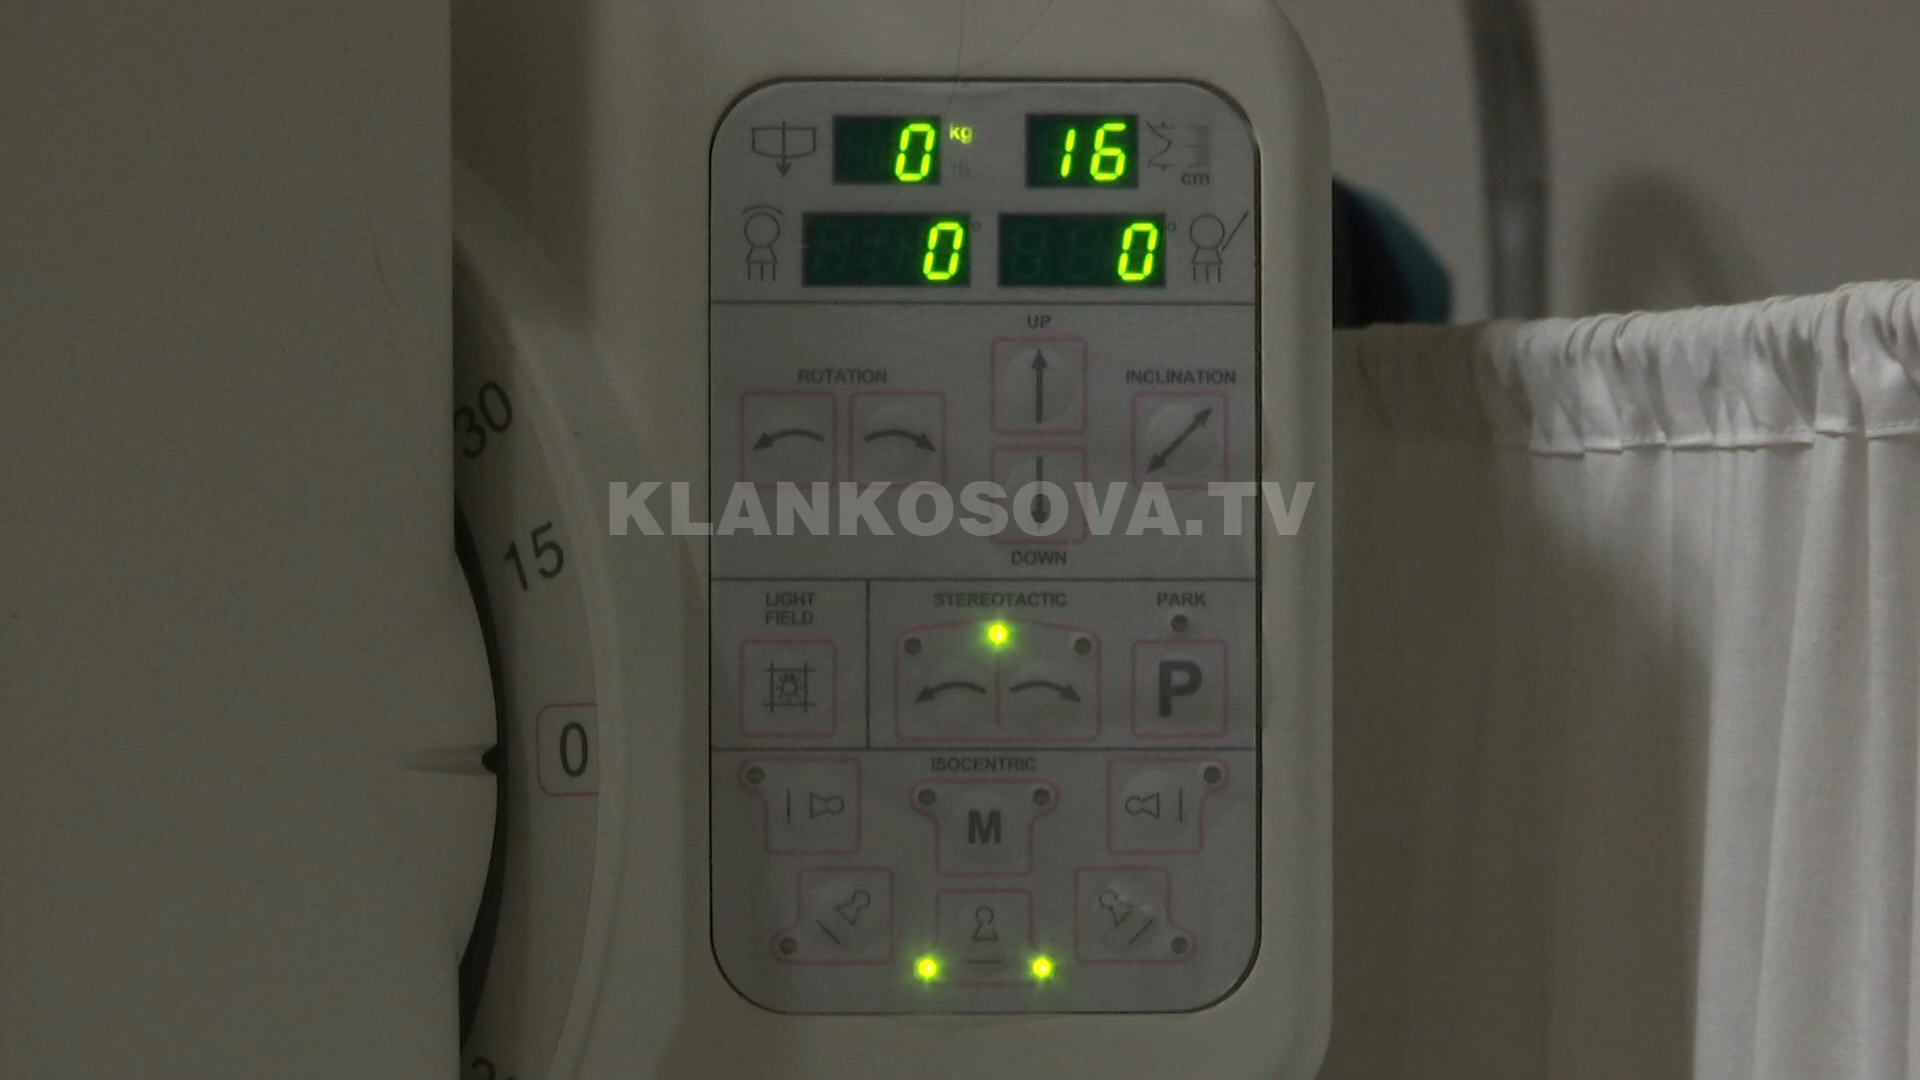 0 kg 16
lb
cm
0 ° 0 °
UP
ROTATION
INCLINATION
30
KLANKOSOVA.TV
15
DOWN
LIGHT
FIELD
STEREOTACTIC
PARK
P
0
ISOCENTRIC
M